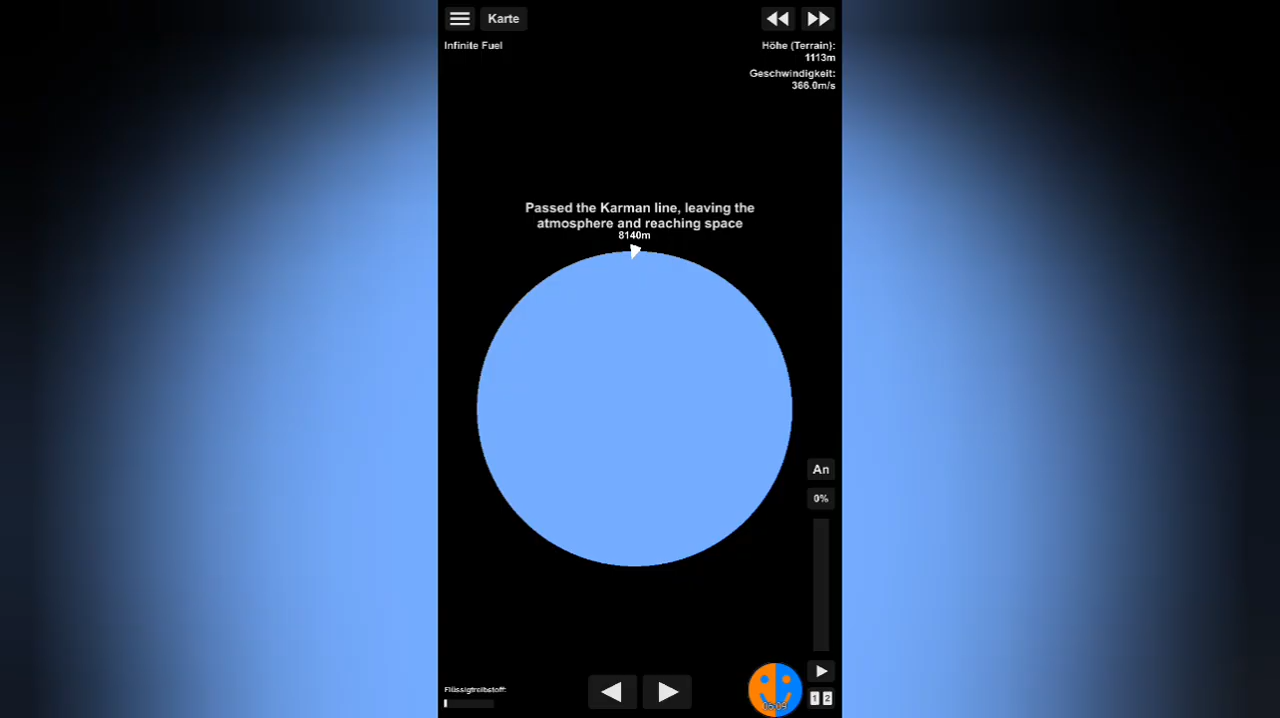 Karte
Infinite Fuel
Höhe (Terrain):
1113m
Geschwindigkeit:
366.0m/s
Passed the Karman line, leaving the
atmosphere and reaching space
8140m
An
0%
Flüssigtreibstoff:
1 2